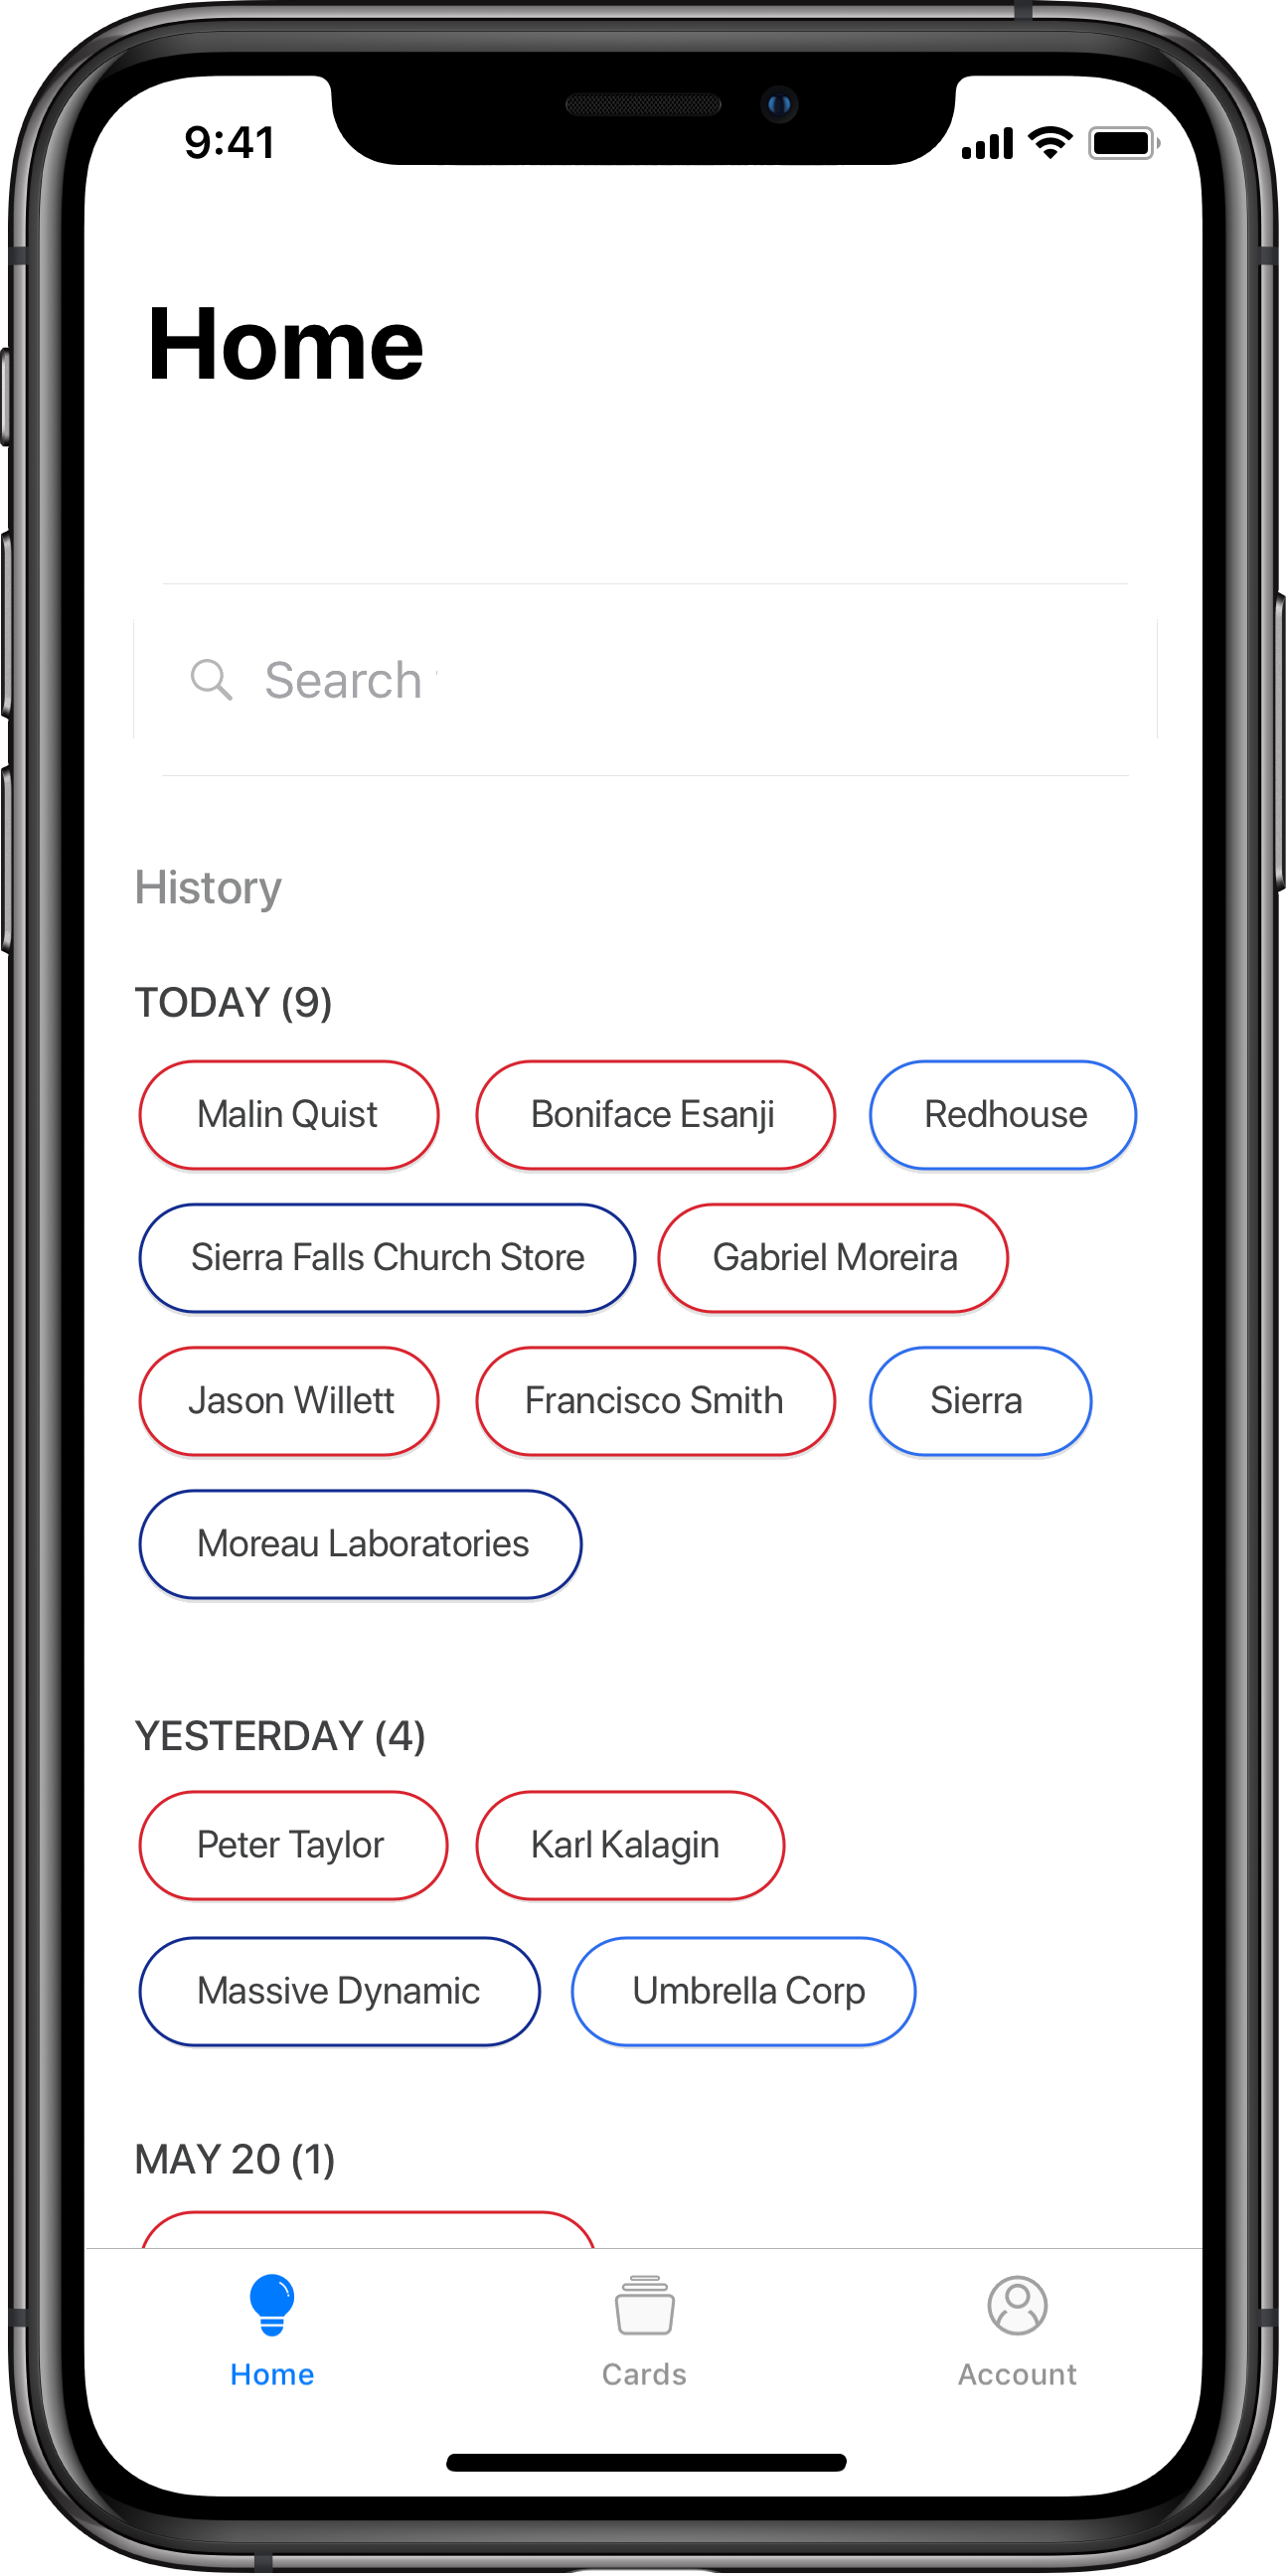 9:41
Home
Search
History
TODAY (9)
Malin Quist Boniface Esanji Redhouse
Sierra Falls Church Store Gabriel Moreira
Jason Willett Francisco Smith Sierra
Moreau Laboratories
YESTERDAY (4)
Peter Taylor Karl Kalagin
Massive Dynamic Umbrella Corp
MAY 20 (1)
Home Cards Account